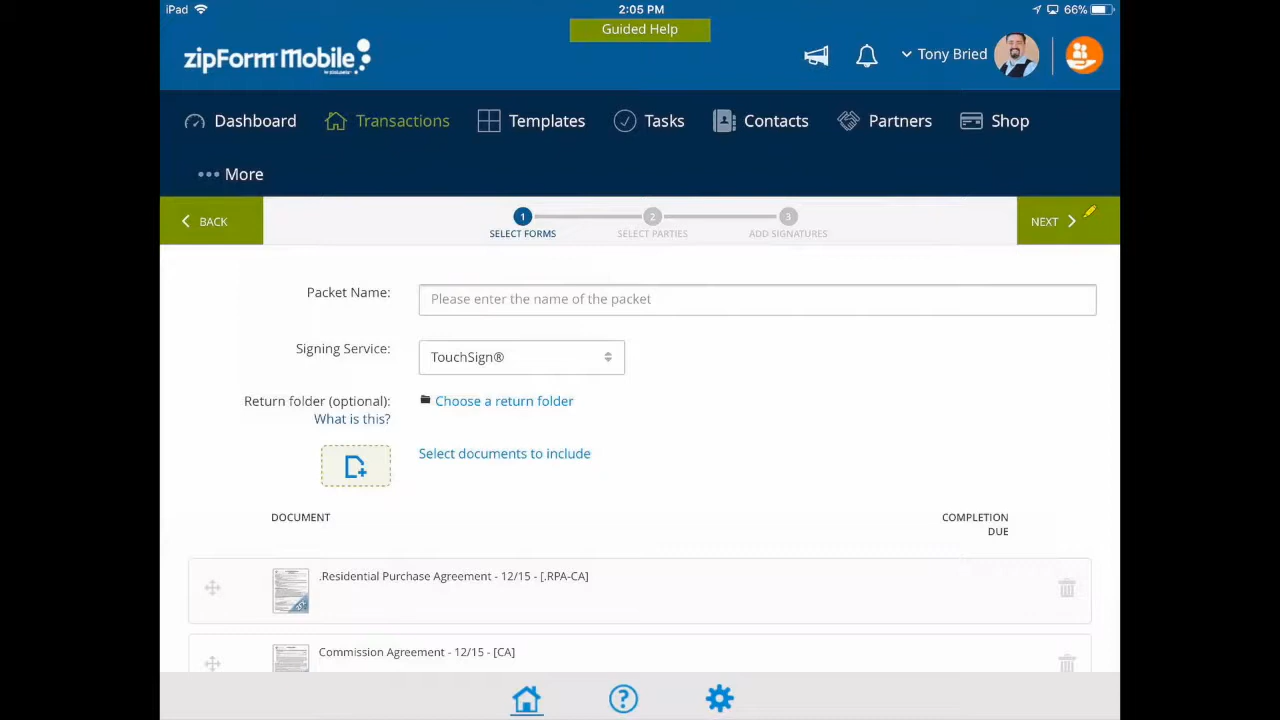 iPad
2:05 PM
66%
Guided Help
zipForm Mobile
Tony Bried
Dashboard
Transactions
Templates
Tasks
Contacts
Partners
Shop
More
BACK
1
2
3
SELECT FORMS
SELECT PARTIES
ADD SIGNATURES
NEXT
Packet Name:
Please enter the name of the packet
Signing Service:
TouchSign®
Return folder (optional):
Choose a return folder
What is this?
Select documents to include
DOCUMENT
COMPLETION
DUE
.Residential Purchase Agreement - 12/15 - [.RPA-CA]
Commission Agreement - 12/15 - [CA]
?